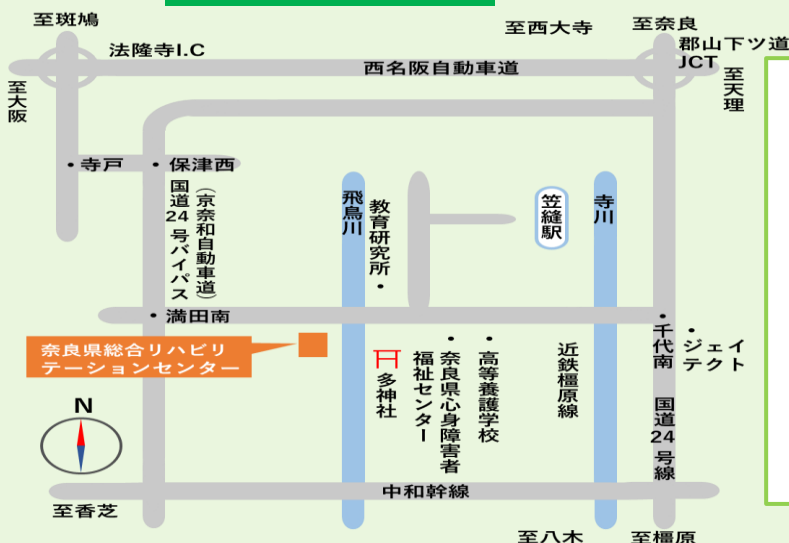 至斑鳩
至西大寺
至奈良
法隆寺I.C
郡山下ツ道
JCT
西名阪自動車道
至大阪
至天理
寺戸
保津西
国道24号バイパス
（京奈和自動車道）
飛鳥川
教育研究所
笠縫駅
寺川
満田南
奈良県総合リハビリ
テーションセンター
多神社
奈良県心身障害者
福祉センター
高等養護学校
近鉄橿原線
千代南
ジェイ
テクト
国道24号線
N
中和幹線
至香芝
至八木
至橿原